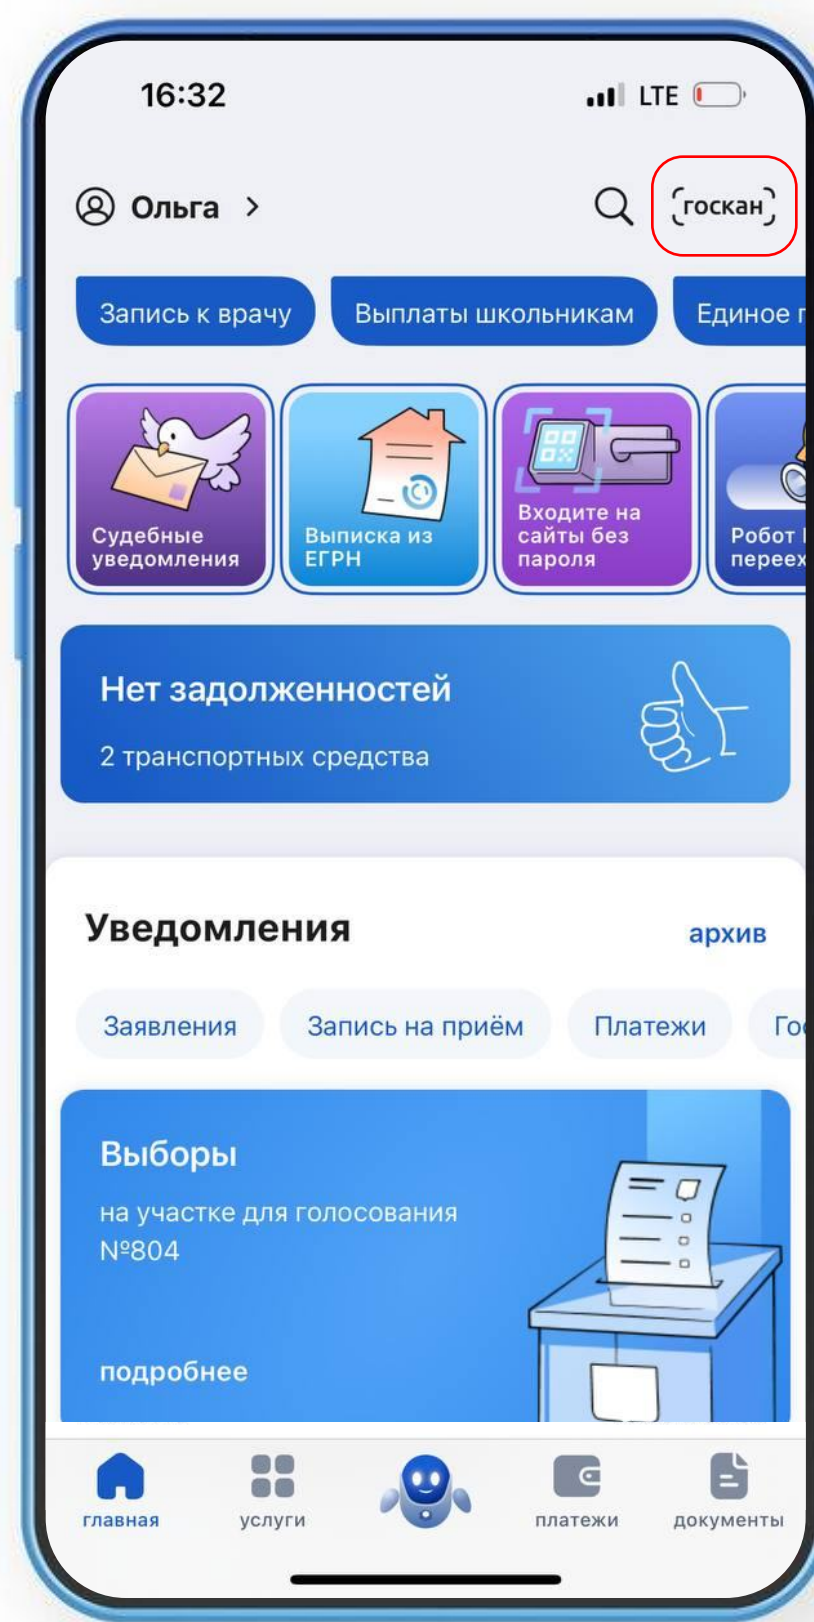 16:32
LTE
Ольга >
госкан
Запись к врачу
Выплаты школьникам
Единое
Судебные
уведомления
Выписка из
ЕГРН
Входите на
сайты без
пароля
Робот
Нет задолженностей
2 транспортных средства
Уведомления
архив
Заявления
Запись на приём
Платежи
Выборы
на участке для голосования
№804
подробнее
главная
услуги
платежи
документы